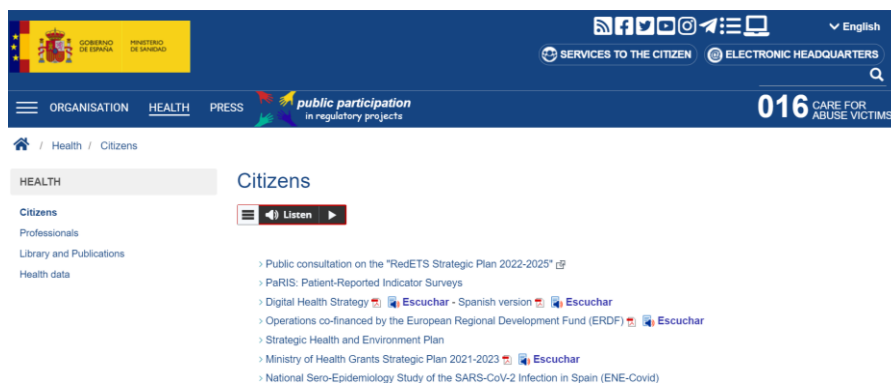 English
GOBIERNO DE ESPAÑA
MINISTERIO DE SANIDAD
SERVICES TO THE CITIZEN
ELECTRONIC HEADQUARTERS
ORGANISATION HEALTH PRESS
public participation
in regulatory projects
016 CARE FOR ABUSE VICTIMS
/ Health / Citizens
HEALTH
Citizens
Professionals
Library and Publications
Health data
Citizens
Listen
> Public consultation on the "RedETS Strategic Plan 2022-2025"
> PaRIS: Patient-Reported Indicator Surveys
> Digital Health Strategy Escuchar - Spanish version Escuchar
> Operations co-financed by the European Regional Development Fund (ERDF) Escuchar
> Strategic Health and Environment Plan
> Ministry of Health Grants Strategic Plan 2021-2023 Escuchar
> National Sero-Epidemiology Study of the SARS-CoV-2 Infection in Spain (ENE-Covid)